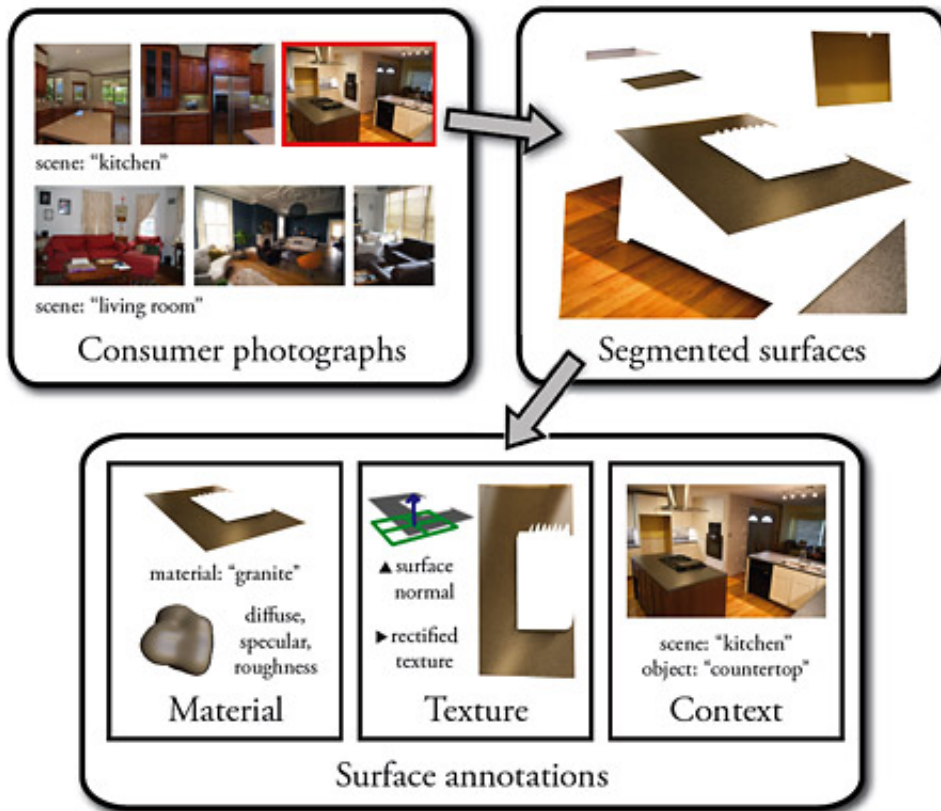 scene: “kitchen”
scene: “living room”
Consumer photographs
Segmented surfaces
material: “granite”
diffuse,
specular,
roughness
Material
▲ surface
normal
▶ rectified
texture
Texture
scene: “kitchen”
object: “countertop”
Context
Surface annotations